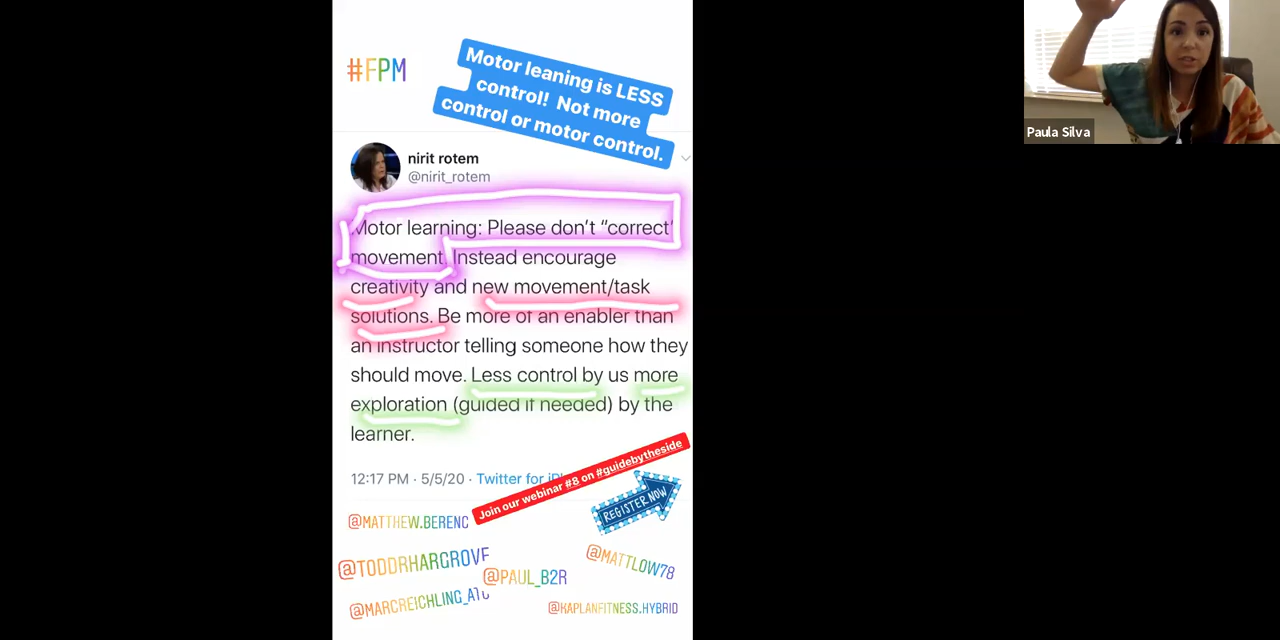 #FPM
Motor leaning is LESS
control! Not more
control or motor control.
Paula Silva
nirit rotem
@nirit_rotem
Motor learning: Please don't "correct"
movement. Instead encourage
creativity and new movement/task
solutions. Be more of an enabler than
an instructor telling someone how they
should move. Less control by us more
exploration (guided if needed) by the
learner.
12:17 PM · 5/5/20 · Twitter for iP
Join our webinar #8 on #guidebytheside
REGISTER NOW
@MATTHEW.BERENC
@TODDRHARGROVE
@MATTLOW78
@PAUL_B2R
@MARCREICHLING_ATC
@KAPLANFITNESS.HYBRID